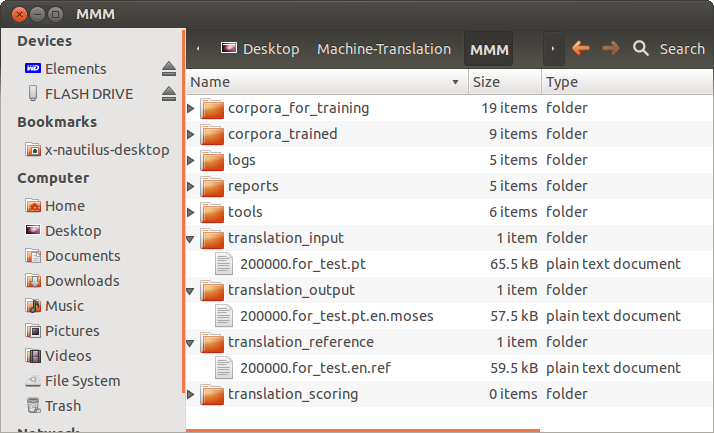 MMM
Devices
WD Elements
FLASH DRIVE
Bookmarks
x-nautilus-desktop
Computer
Home
Desktop
Documents
Downloads
Music
Pictures
Videos
File System
Trash
Network
Desktop Machine-Translation MMM Search
Name Size Type
corpora_for_training 19 items folder
corpora_trained 9 items folder
logs 5 items folder
reports 5 items folder
tools 6 items folder
translation_input 1 item folder
200000.for_test.pt 65.5 kB plain text document
translation_output 1 item folder
200000.for_test.pt.en.moses 57.5 kB plain text document
translation_reference 1 item folder
200000.for_test.en.ref 59.5 kB plain text document
translation_scoring 0 items folder